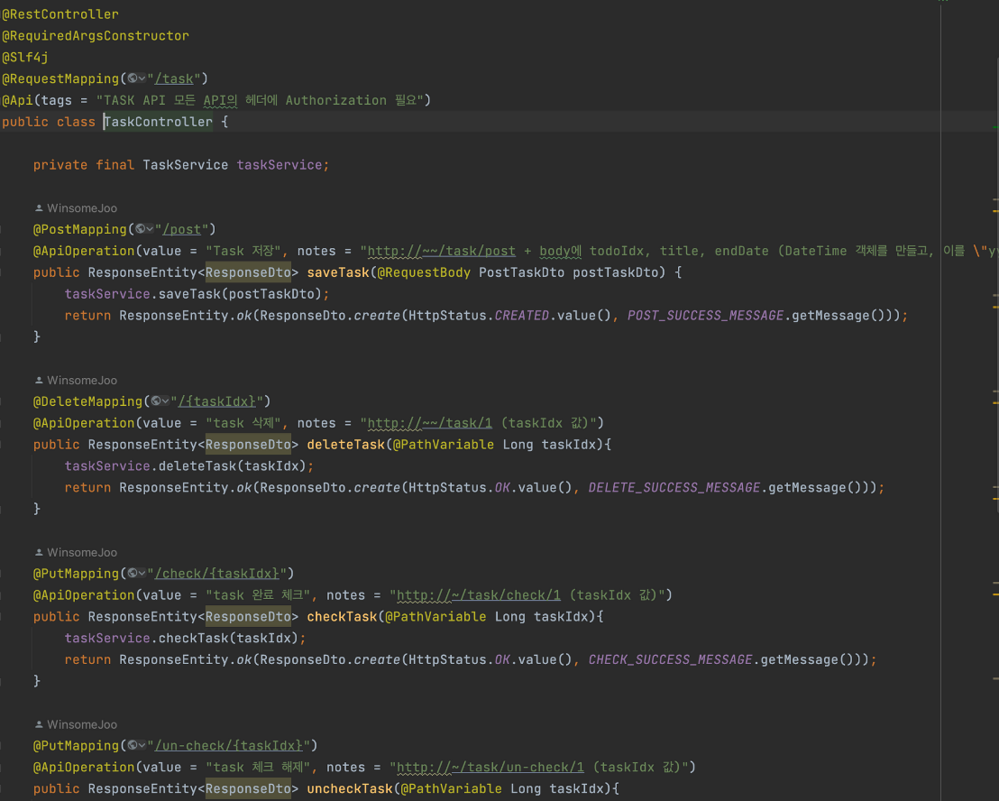 @RestController
@RequiredArgsConstructor
@Slf4j
@RequestMapping("/task")
@Api(tags = "TASK API 모든 API의 헤더에 Authorization 필요")
public class TaskController {
private final TaskService taskService;
WinsomeJoo
@PostMapping("/post")
@ApiOperation(value = "Task 저장", notes = "http://~~/task/post + body에 todoIdx, title, endDate (DateTime 객체를 만들고, 이를 \"y
public ResponseEntity<ResponseDto> saveTask(@RequestBody PostTaskDto postTaskDto) {
taskService.saveTask(postTaskDto);
return ResponseEntity.ok(ResponseDto.create(HttpStatus.CREATED.value(), POST_SUCCESS_MESSAGE.getMessage()));
}
WinsomeJoo
@DeleteMapping("/{taskIdx}")
@ApiOperation(value = "task 삭제", notes = "http://~~/task/1 (taskIdx 값)")
public ResponseEntity<ResponseDto> deleteTask(@PathVariable Long taskIdx){
taskService.deleteTask(taskIdx);
return ResponseEntity.ok(ResponseDto.create(HttpStatus.OK.value(), DELETE_SUCCESS_MESSAGE.getMessage()));
}
WinsomeJoo
@PutMapping("/check/{taskIdx}")
@ApiOperation(value = "task 완료 체크", notes = "http://~/task/check/1 (taskIdx 값)")
public ResponseEntity<ResponseDto> checkTask(@PathVariable Long taskIdx){
taskService.checkTask(taskIdx);
return ResponseEntity.ok(ResponseDto.create(HttpStatus.OK.value(), CHECK_SUCCESS_MESSAGE.getMessage()));
}
WinsomeJoo
@PutMapping("/un-check/{taskIdx}")
@ApiOperation(value = "task 체크 해제", notes = "http://~/task/un-check/1 (taskIdx 값)")
public ResponseEntity<ResponseDto> uncheckTask(@PathVariable Long taskIdx){